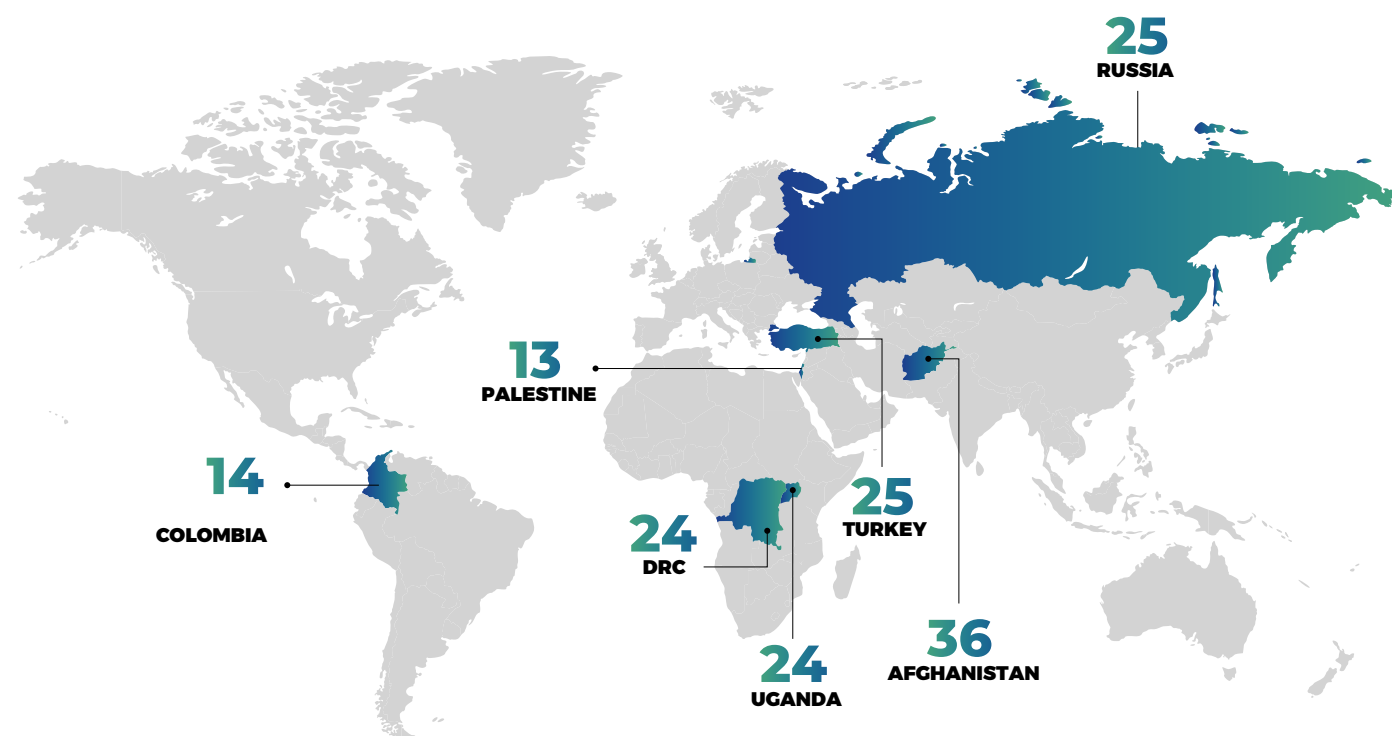 25
RUSSIA
13
PALESTINE
14
COLOMBIA
25
TURKEY
24
DRC
36
AFGHANISTAN
24
UGANDA